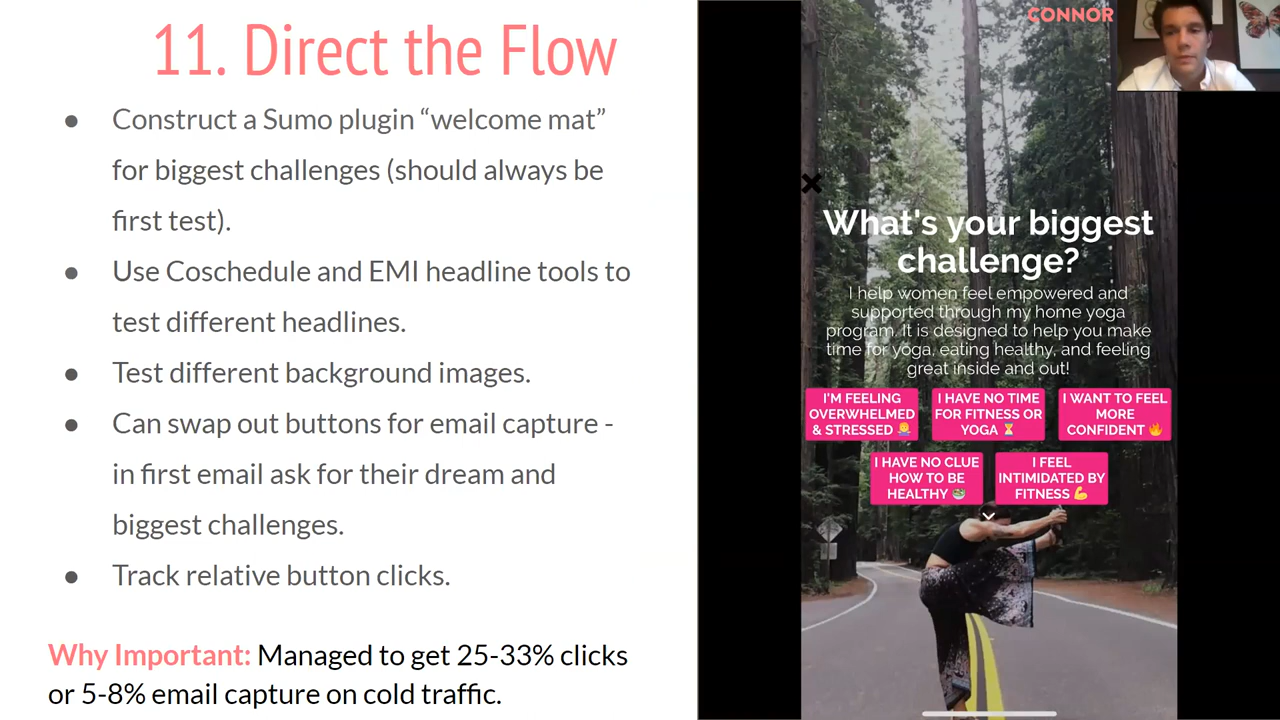 11. Direct the Flow
● Construct a Sumo plugin “welcome mat”
for biggest challenges (should always be
first test).
● Use Coschedule and EMI headline tools to
test different headlines.
● Test different background images.
● Can swap out buttons for email capture -
in first email ask for their dream and
biggest challenges.
● Track relative button clicks.
Why Important: Managed to get 25-33% clicks
or 5-8% email capture on cold traffic.
CONNOR
What's your biggest
challenge?
I help women feel empowered and
supported through my home yoga
program. It is designed to help you make
time for yoga, eating healthy, and feeling
great inside and out!
I'M FEELING
OVERWHELMED
& STRESSED 🤷‍♀️
I HAVE NO TIME
FOR FITNESS OR
YOGA ⏳
I WANT TO FEEL
MORE
CONFIDENT 🔥
I HAVE NO CLUE
HOW TO BE
HEALTHY 🥗
I FEEL
INTIMIDATED BY
FITNESS 💪